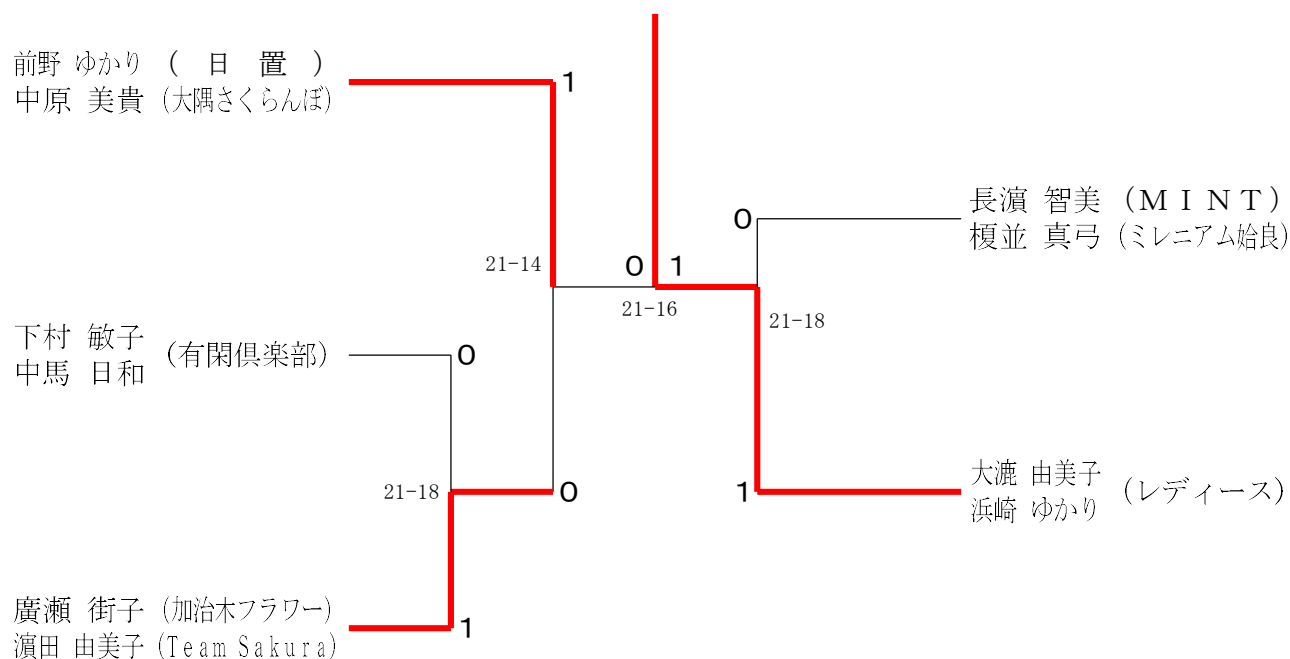 前野 ゆかり （ 日 置 ）
中原 美貴 （大隅さくらんぼ）
1
長濵 智美 （ＭＩＮＴ）
榎並 真弓 （ミレニアム姶良）
0
21-14
0 1
21-16
21-18
下村 敏子
中馬 日和
（有閑倶楽部）
0
21-18
0
1
大漉 由美子
浜崎 ゆかり
（レディース）
廣瀬 街子 （加治木フラワー）
濵田 由美子 （Team Sakura）
1